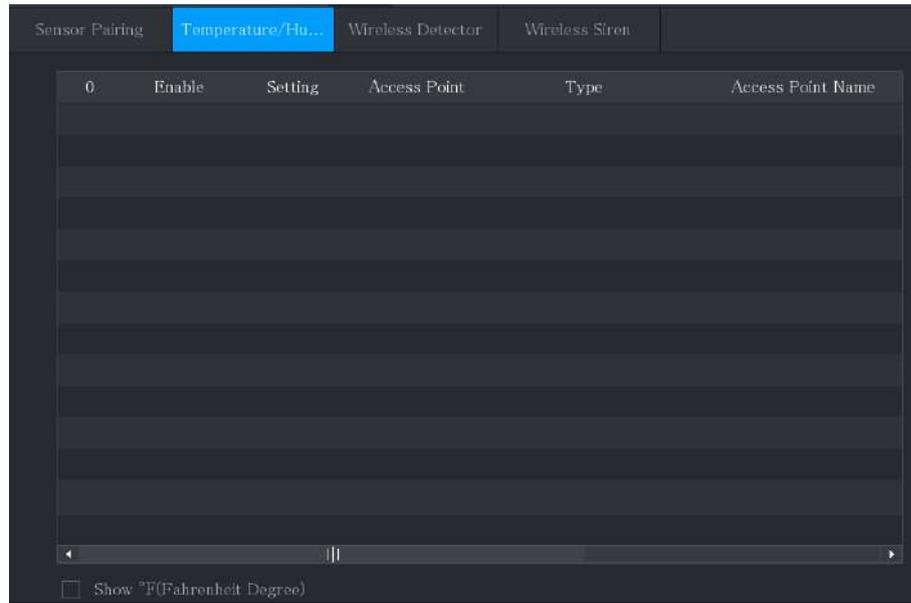 Sensor Pairing Temperature/Hu... Wireless Detector Wireless Siren
0 Enable Setting Access Point Type Access Point Name
Show °F(Fahrenheit Degree)